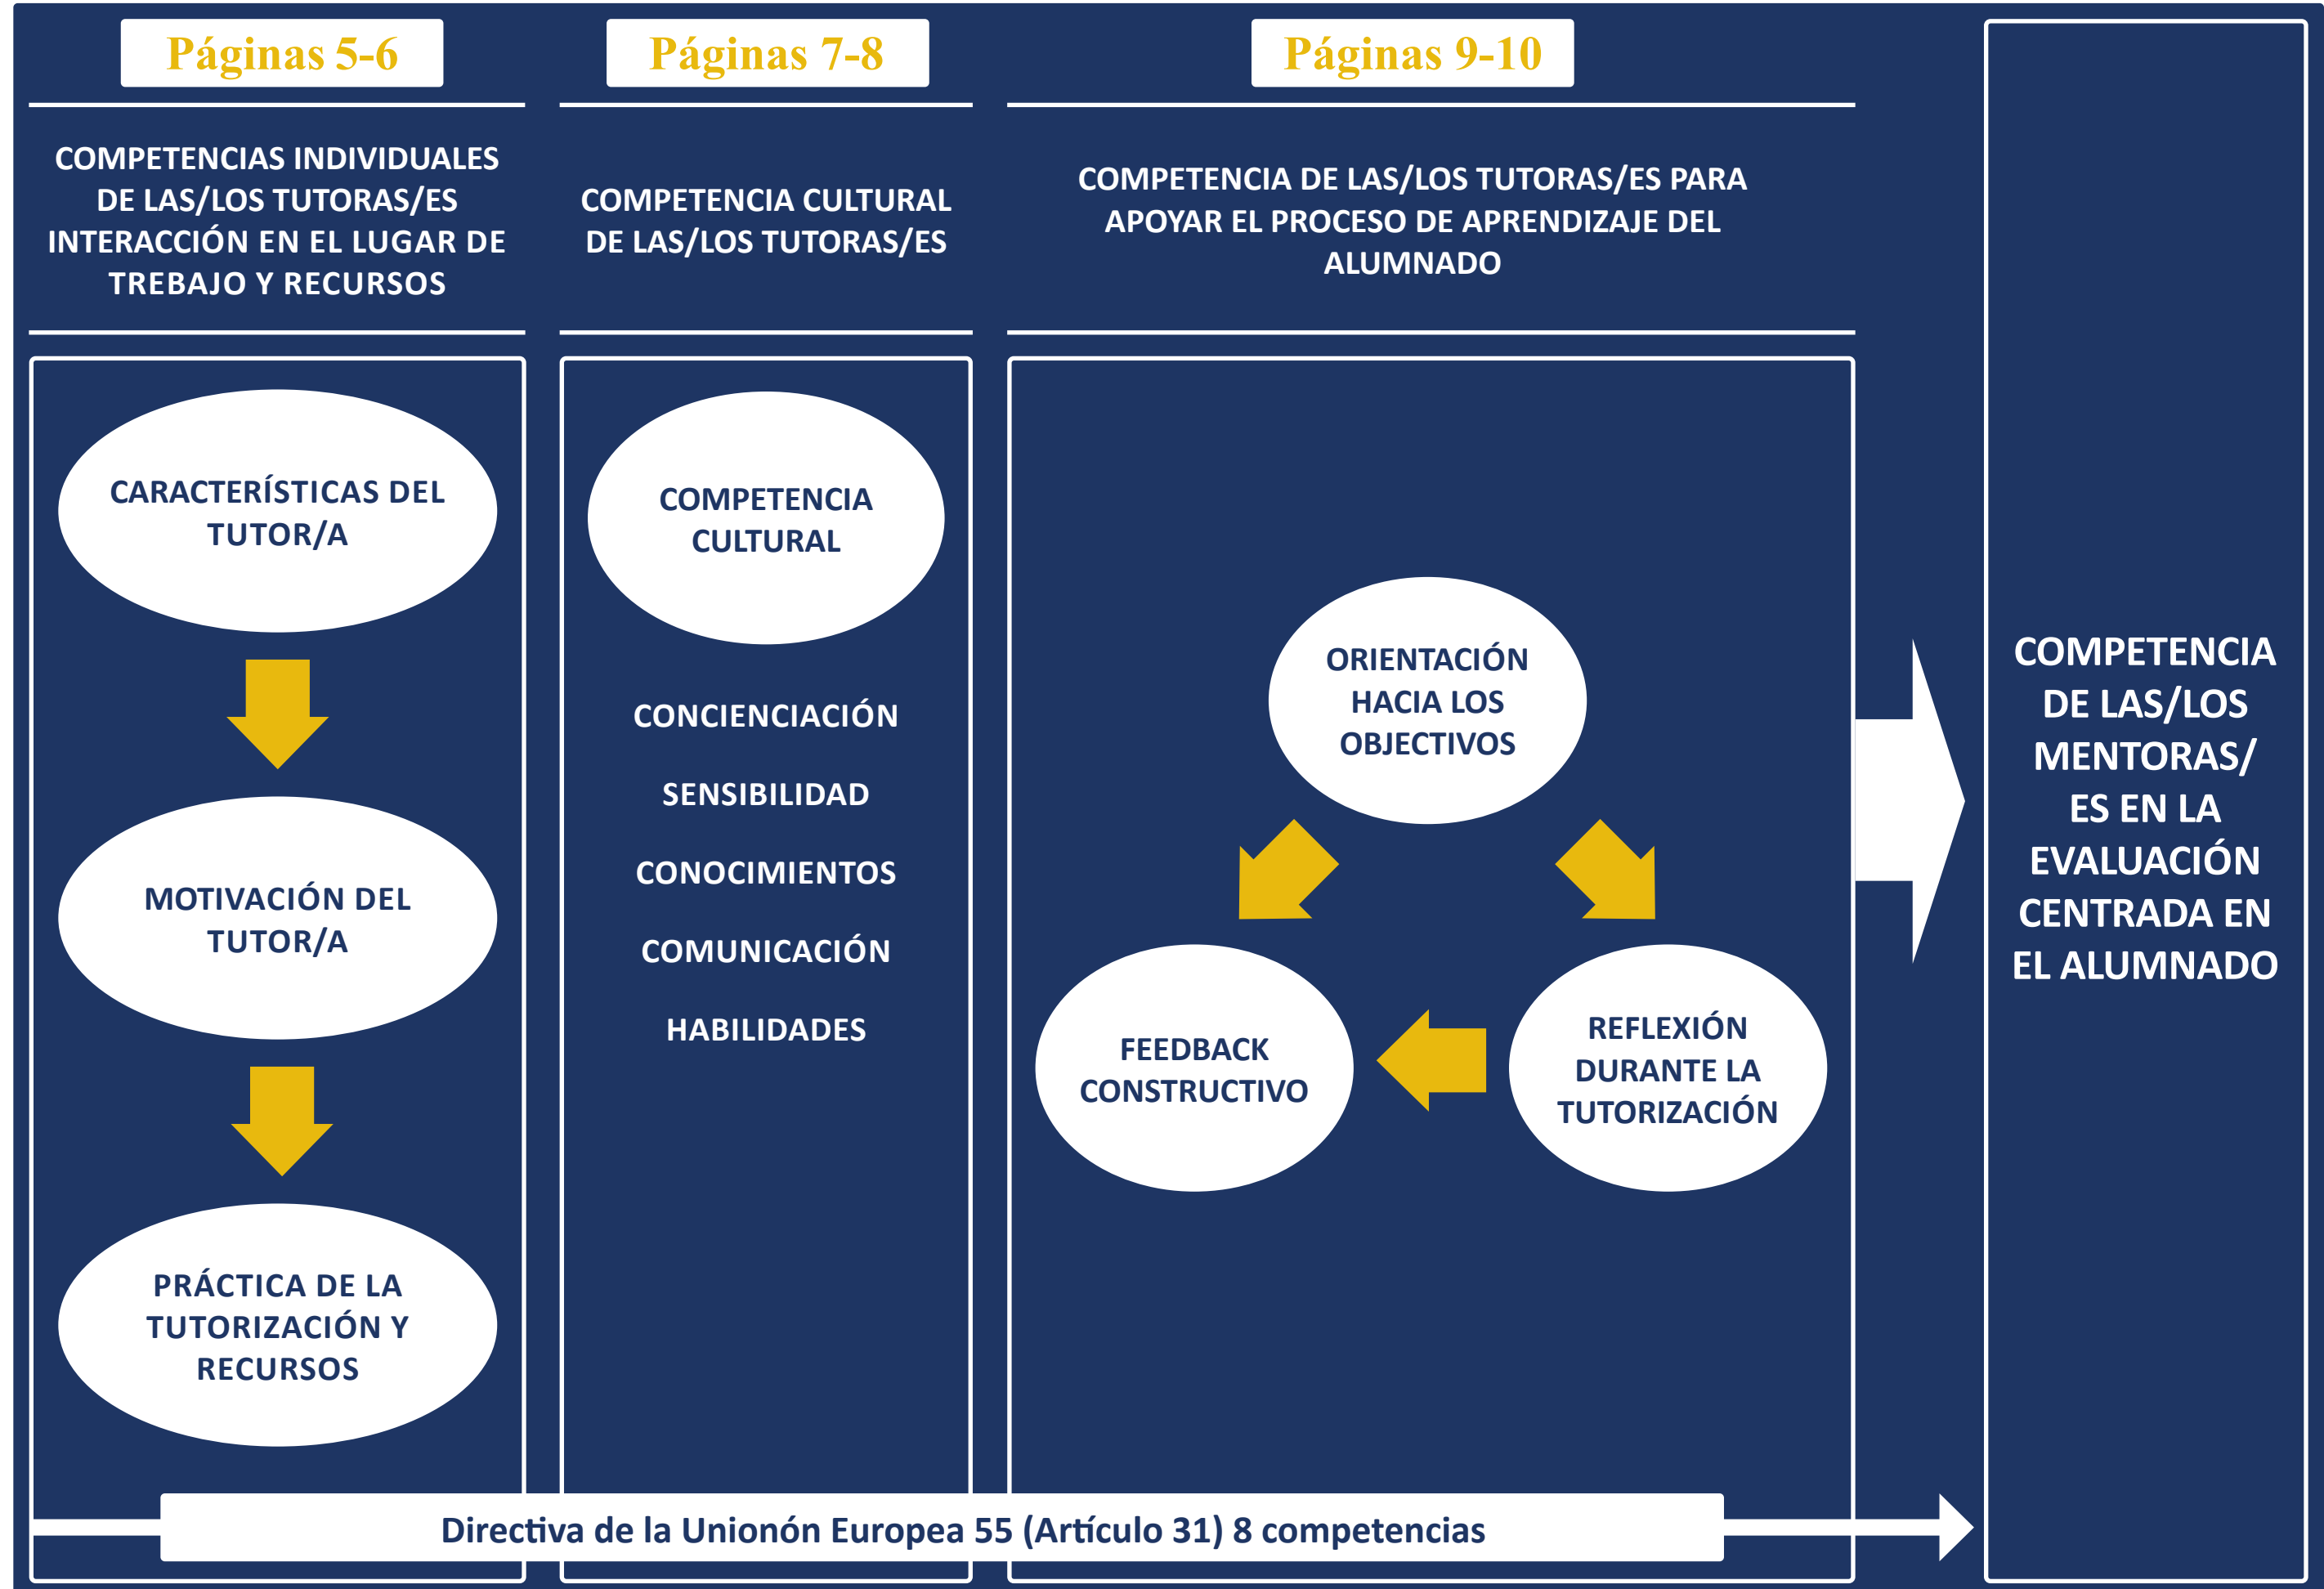 Páginas 5-6
COMPETENCIAS INDIVIDUALES
DE LAS/LOS TUTORAS/ES
INTERACCIÓN EN EL LUGAR DE
TREBAJO Y RECURSOS
CARACTERÍSTICAS DEL
TUTOR/A
MOTIVACIÓN DEL
TUTOR/A
PRÁCTICA DE LA
TUTORIZACIÓN Y
RECURSOS
Páginas 7-8
COMPETENCIA CULTURAL
DE LAS/LOS TUTORAS/ES
COMPETENCIA
CULTURAL
CONCIENCIACIÓN
SENSIBILIDAD
CONOCIMIENTOS
COMUNICACIÓN
HABILIDADES
Páginas 9-10
COMPETENCIA DE LAS/LOS TUTORAS/ES PARA
APOYAR EL PROCESO DE APRENDIZAJE DEL
ALUMNADO
ORIENTACIÓN
HACIA LOS
OBJECTIVOS
FEEDBACK
CONSTRUCTIVO
REFLEXIÓN
DURANTE LA
TUTORIZACIÓN
COMPETENCIA
DE LAS/LOS
MENTORAS/
ES EN LA
EVALUACIÓN
CENTRADA EN
EL ALUMNADO
Directiva de la Unionón Europea 55 (Artículo 31) 8 competencias